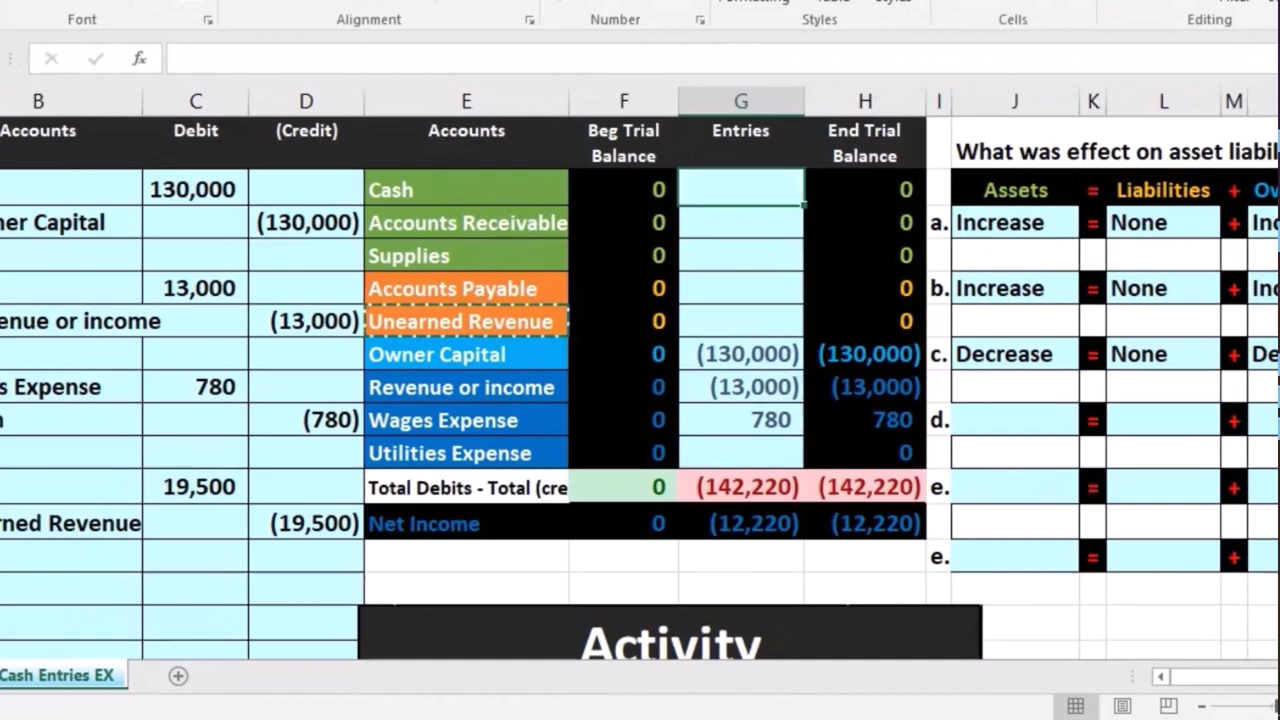 Font Alignment Number Styles Cells Editing
fx
B C D E F G H I J K L M
Accounts Debit (Credit) Accounts Beg Trial Balance Entries End Trial Balance
What was effect on asset liabil
130,000 Cash 0 0 Assets = Liabilities + Ow
ner Capital (130,000) Accounts Receivable 0 0 a. Increase = None + Inc
Supplies 0 0
13,000 Accounts Payable 0 0 b. Increase = None + Inc
enue or income (13,000) Unearned Revenue 0 0
Owner Capital 0 (130,000) (130,000) c. Decrease = None + De
s Expense 780 Revenue or income 0 (13,000) (13,000)
(780) Wages Expense 0 780 780 d. = +
Utilities Expense 0 0
19,500 Total Debits - Total (cre 0 (142,220) (142,220) e. = +
rned Revenue (19,500) Net Income 0 (12,220) (12,220)
e. = +
Activity
Cash Entries EX